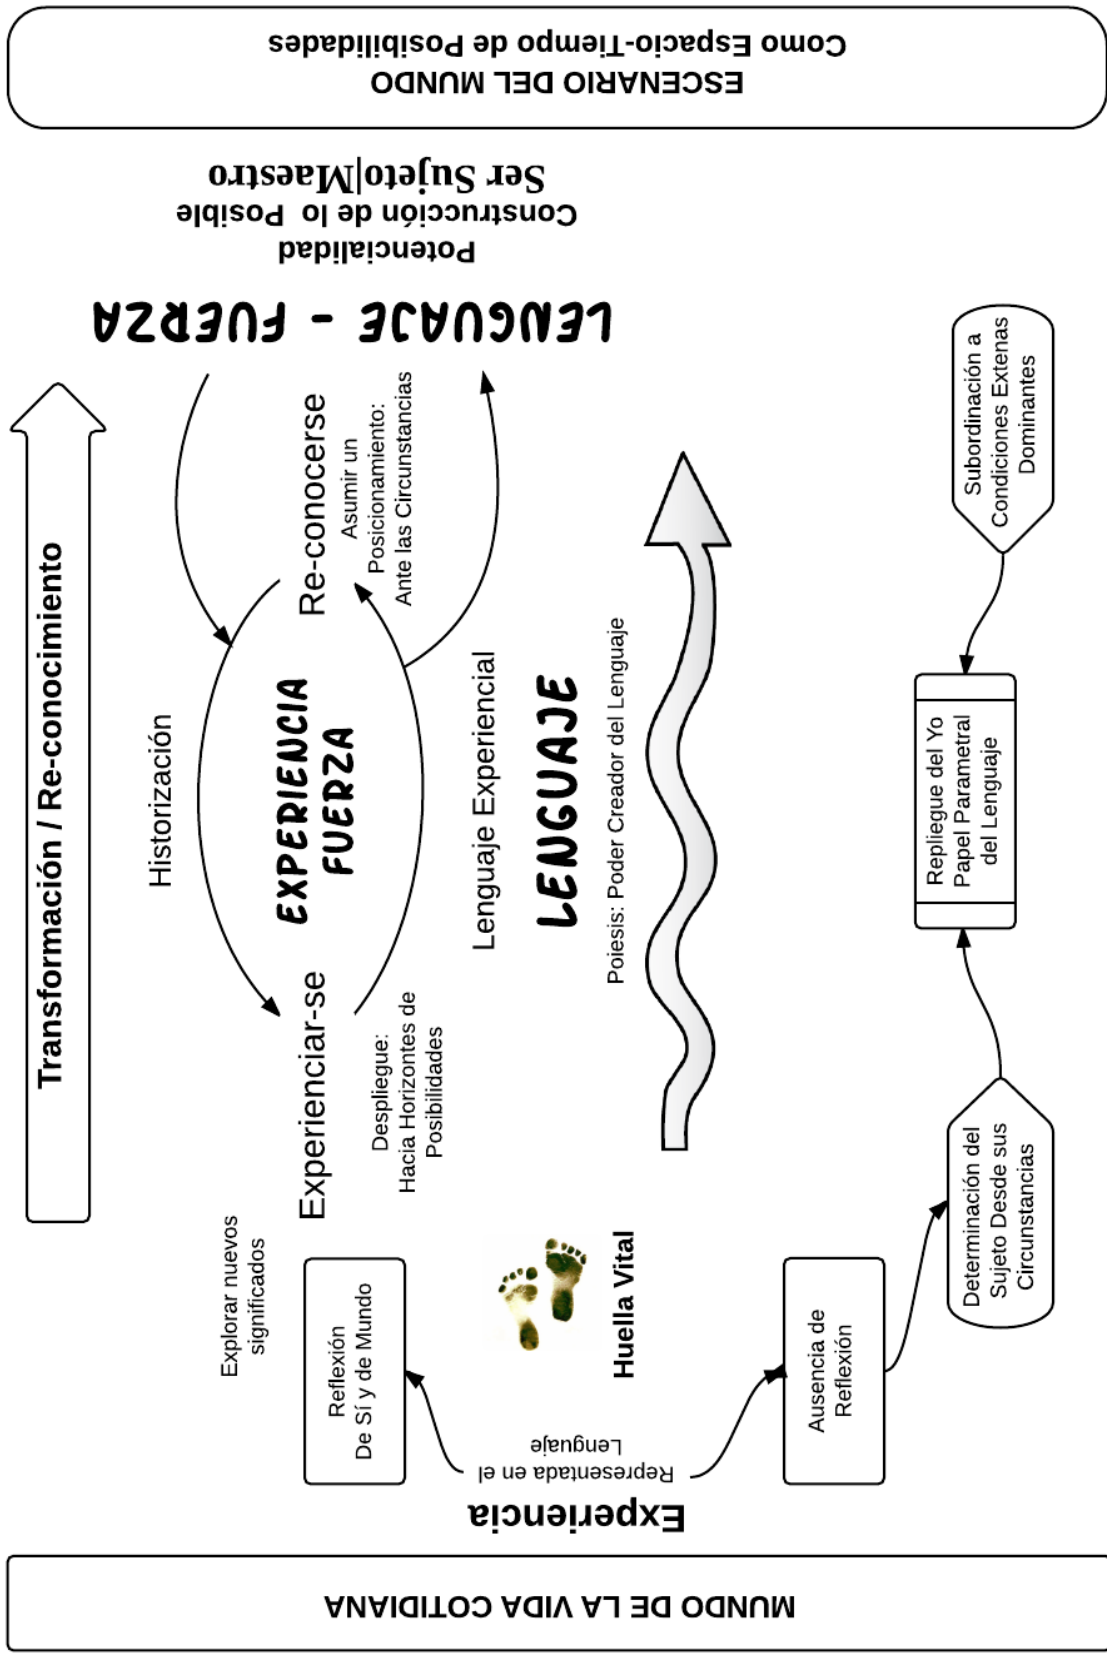 MUNDO DE LA VIDA COTIDIANA
Experiencia
Representada en el
Lenguaje
Transformación / Re-conocimiento
Explorar nuevos
significados
Reflexión
De Sí y de Mundo
Huella Vital
Ausencia de
Reflexión
Historización
Experienciar-se
Despliegue:
Hacia Horizontes de
Posibilidades
EXPERIENCIA
FUERZA
Re-conocerse
Asumir un
Posicionamiento:
Ante las Circunstancias
Lenguaje Experiencial
LENGUAJE
Poiesis: Poder Creador del Lenguaje
Determinación del
Sujeto Desde sus
Circunstancias
Repliegue del Yo
Papel Parametral
del Lenguaje
Subordinación a
Condiciones Extenas
Dominantes
LENGUAJE - FUERZA
Potencialidad
Construcción de lo Posible
Ser Sujeto|Maestro
ESCENARIO DEL MUNDO
Como Espacio-Tiempo de Posibilidades